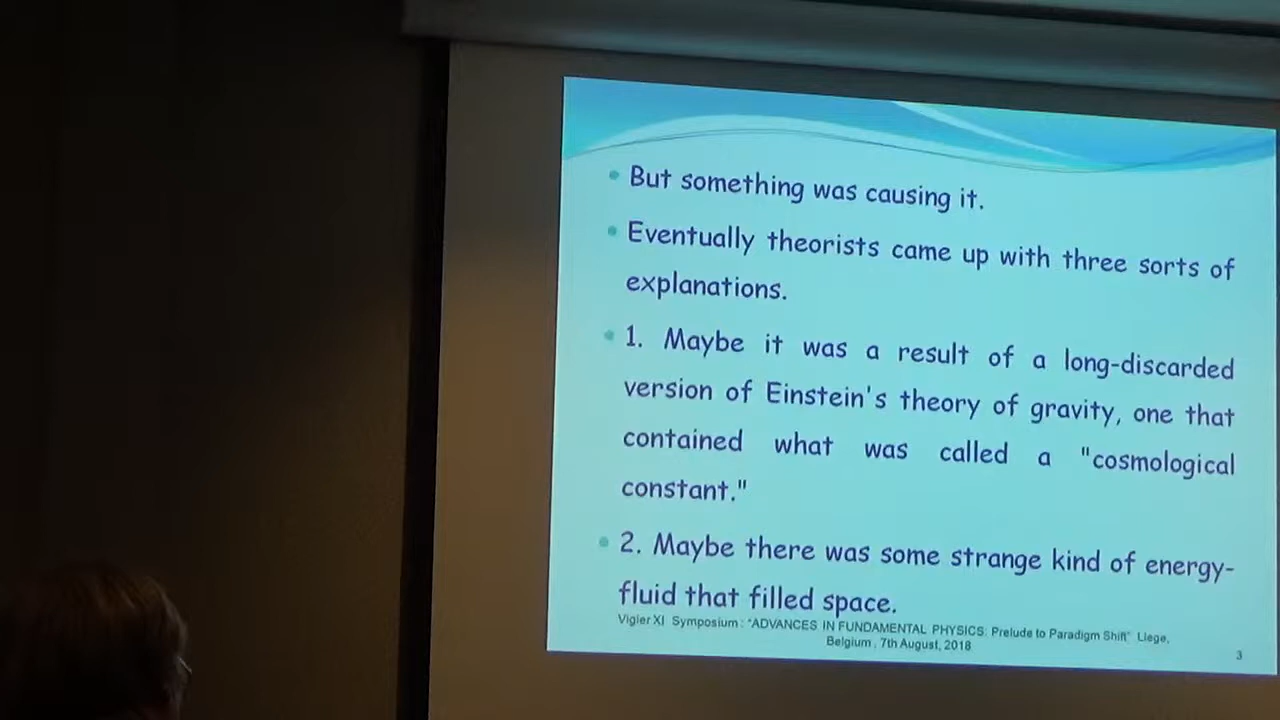 But something was causing it.
Eventually theorists came up with three sorts of
explanations.
1. Maybe it was a result of a long-discarded
version of Einstein's theory of gravity, one that
contained what was called a "cosmological
constant."
2. Maybe there was some strange kind of energy-
fluid that filled space.
Vigier XI Symposium : "ADVANCES IN FUNDAMENTAL PHYSICS: Prelude to Paradigm Shift" Liege,
Belgium , 7th August, 2018
3